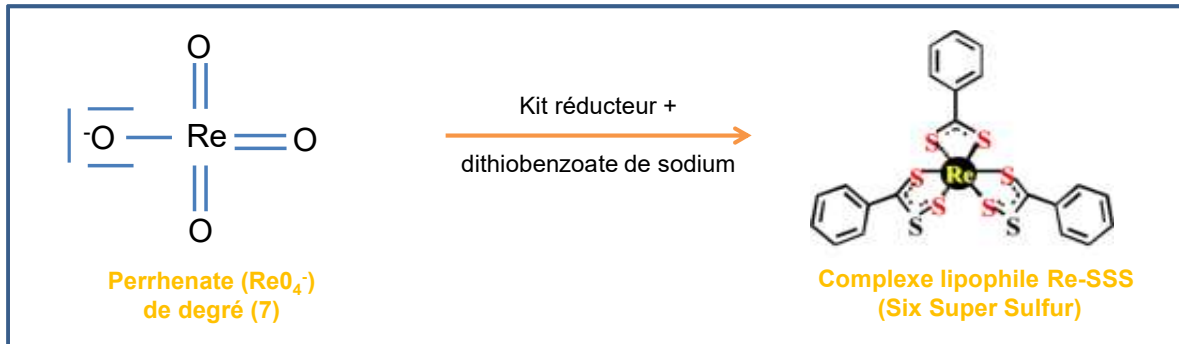 O
-O Re O
O
Perrhenate (Re0₄⁻)
de degré (7)
Kit réducteur +
dithiobenzoate de sodium
S S
S Re S
S S
S S
Complexe lipophile Re-SSS
(Six Super Sulfur)